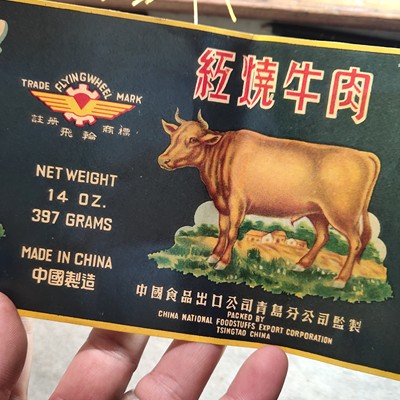 TRADE FLYINGWHEEL MARK
註册 商標
飛輪
NET WEIGHT
14 OZ.
397 GRAMS
MADE IN CHINA
中國製造
紅燒牛肉
中國食品出口公司青島分公司監製
PACKED BY
CHINA NATIONAL FOODSTUFFS EXPORT CORPORATION
TSINGTAO CHINA